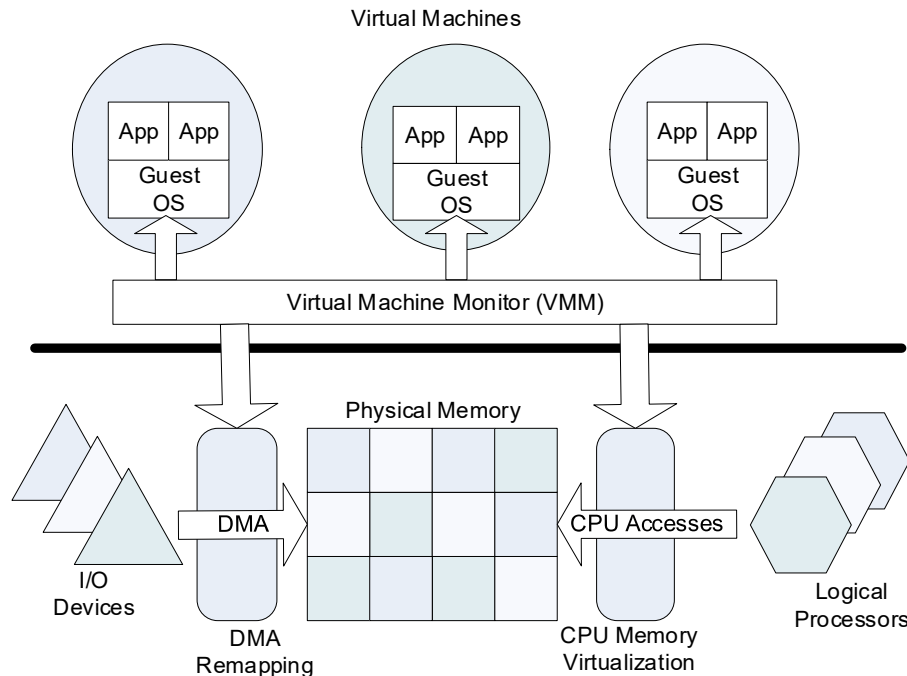 Virtual Machines
App App
Guest
OS
App App
Guest
OS
App App
Guest
OS
Virtual Machine Monitor (VMM)
Physical Memory
DMA
CPU Accesses
I/O
Devices
DMA
Remapping
CPU Memory
Virtualization
Logical
Processors